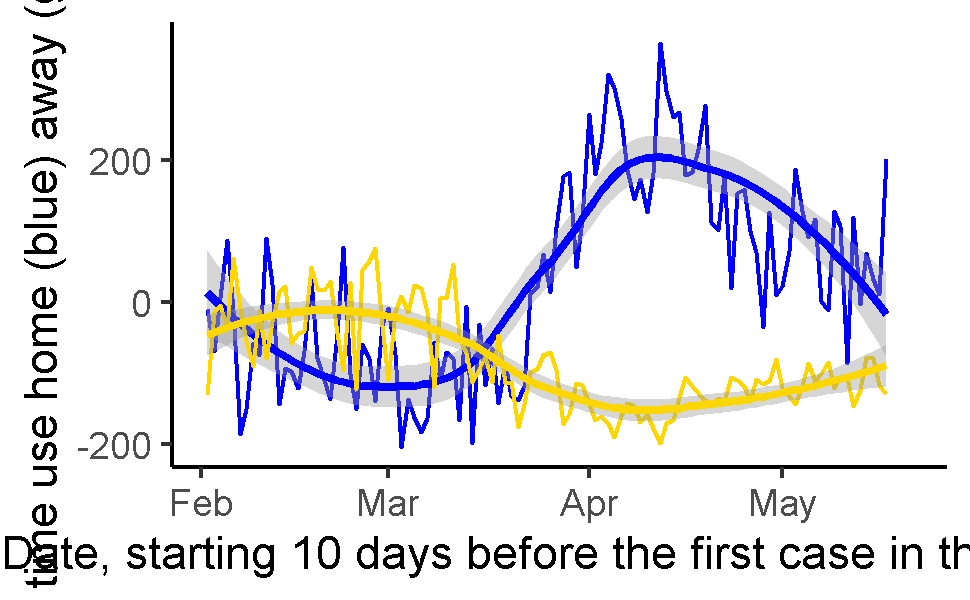 time use home (blue) away (
200
0
-200
Feb Mar Apr May
Date, starting 10 days before the first case in th